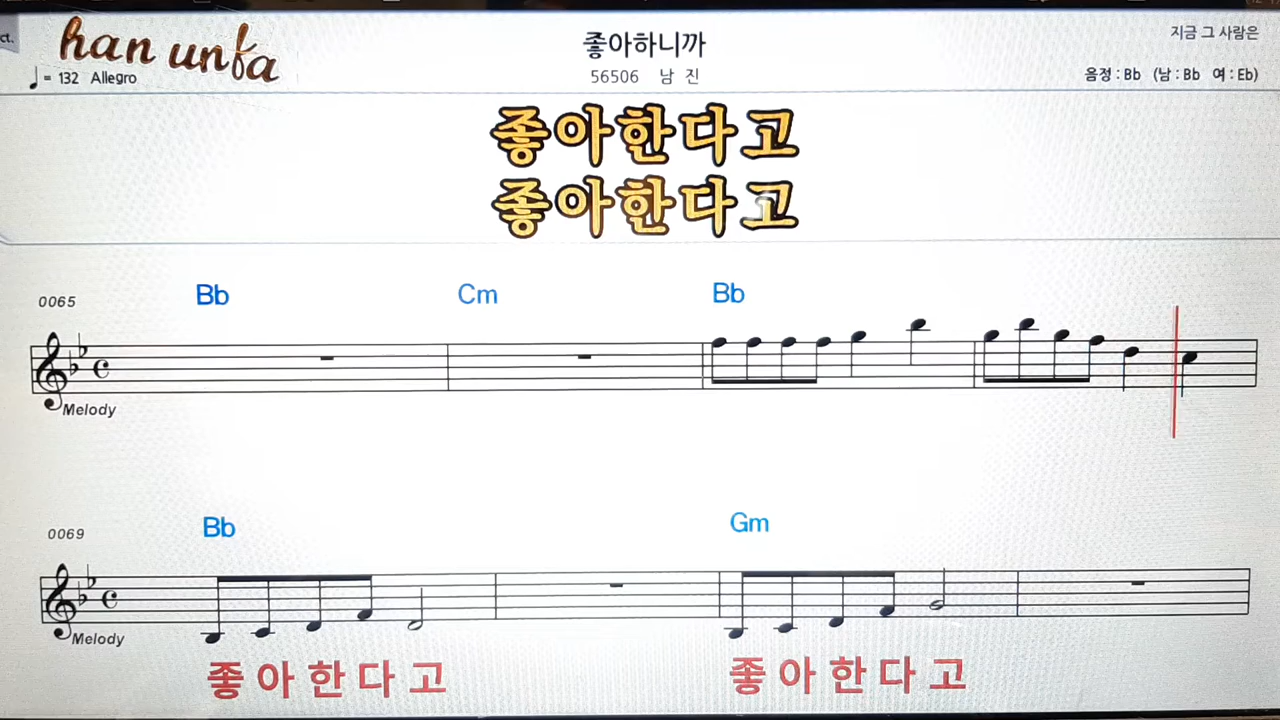 ct.
han unfa
좋아하니까
지금 그 사람은
♩= 132 Allegro
56506 남 진
음정 : Bb (남 : Bb 여 : Eb)
좋아한다고
좋아한다고
0065
Bb Cm Bb
Melody
0069
Bb Gm
Melody
좋 아 한 다 고 좋 아 한 다 고